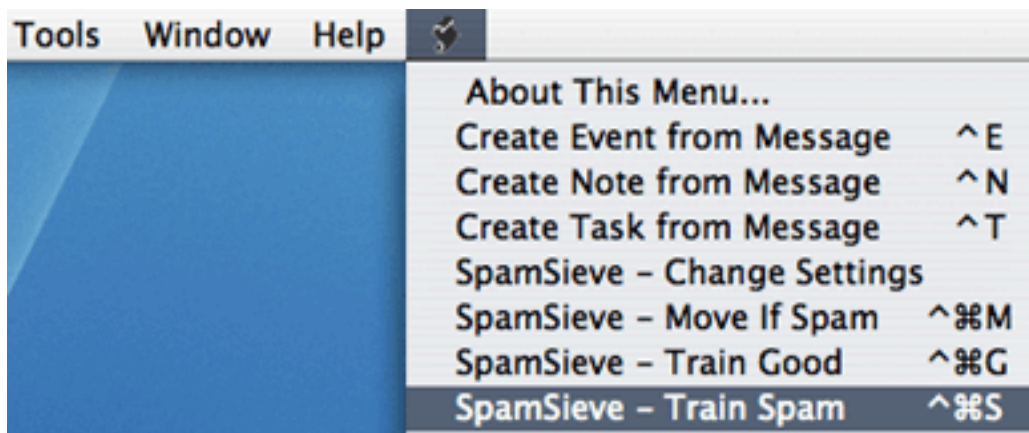 Tools Window Help
About This Menu...
Create Event from Message ^E
Create Note from Message ^N
Create Task from Message ^T
SpamSieve – Change Settings
SpamSieve – Move If Spam ^⌘M
SpamSieve – Train Good ^⌘G
SpamSieve – Train Spam ^⌘S